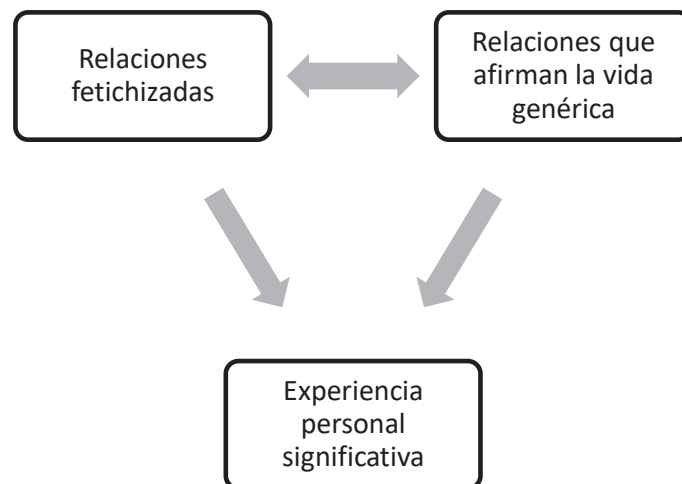 Relaciones
fetichizadas
Relaciones que
afirman la vida
genérica
Experiencia
personal
significativa